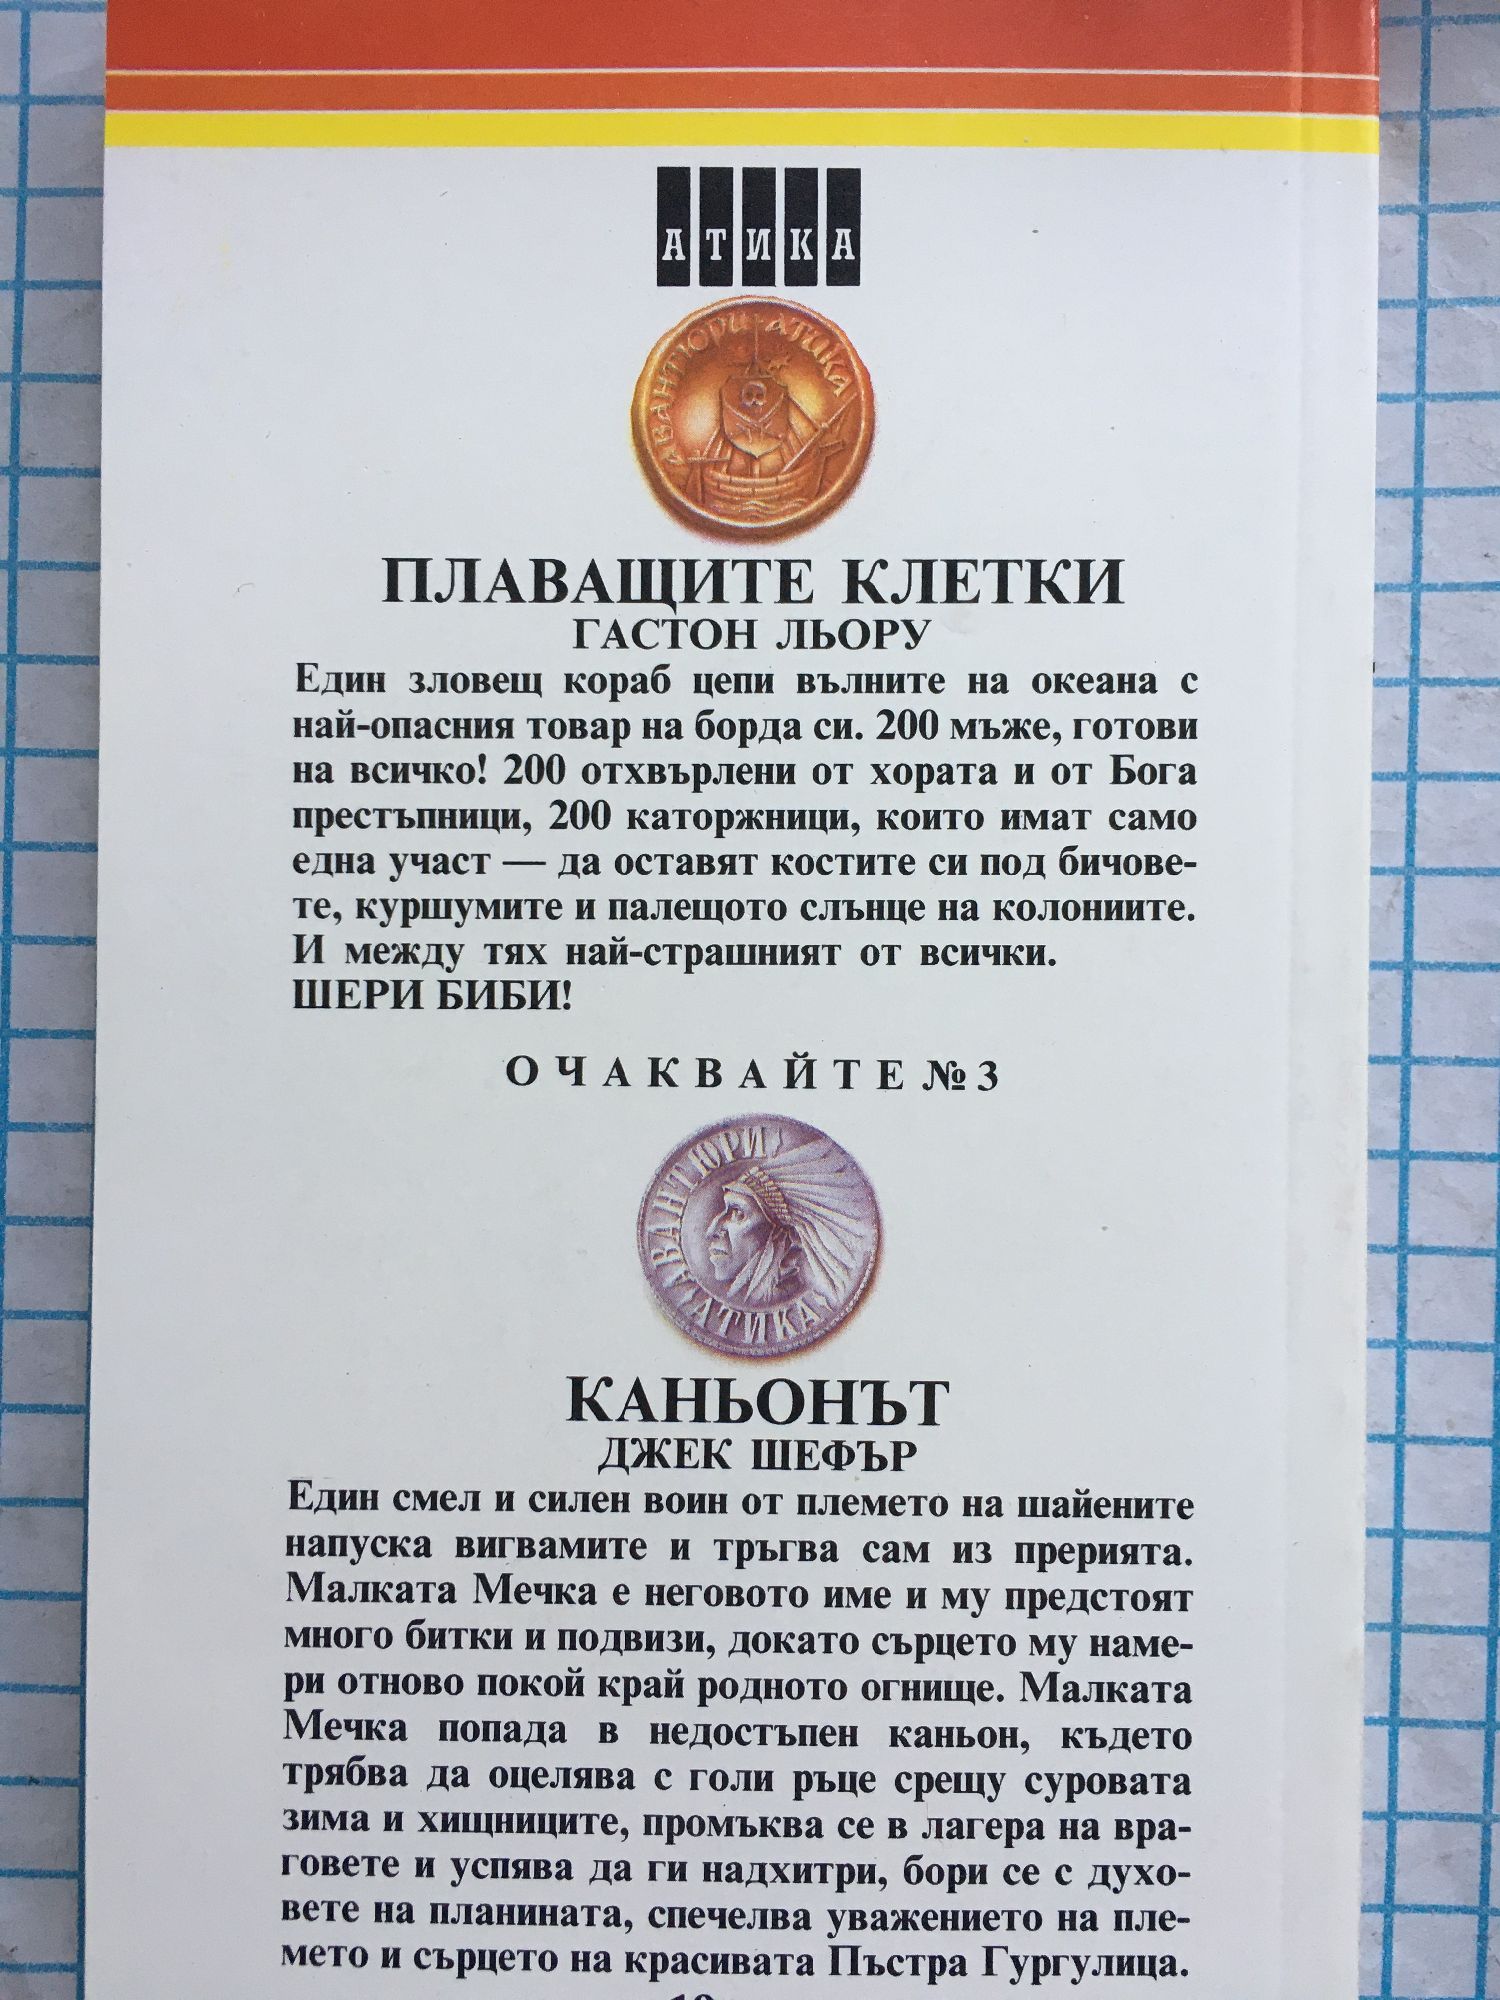 АТИКА
АВАНТЮРИ·АТИКА
ПЛАВАЩИТЕ КЛЕТКИ
ГАСТОН ЛЬОРУ
Един зловещ кораб цепи вълните на океана с
най-опасния товар на борда си. 200 мъже, готови
на всичко! 200 отхвърлени от хората и от Бога
престъпници, 200 каторжници, които имат само
една участ — да оставят костите си под бичове-
те, куршумите и палещото слънце на колониите.
И между тях най-страшният от всички.
ШЕРИ БИБИ!
ОЧАКВАЙТЕ №3
АВАНТЮРИ
АТИКА
КАНЬОНЪТ
ДЖЕК ШЕФЪР
Един смел и силен воин от племето на шайените
напуска вигвамите и тръгва сам из прерията.
Малката Мечка е неговото име и му предстоят
много битки и подвизи, докато сърцето му наме-
ри отново покой край родното огнище. Малката
Мечка попада в недостъпен каньон, където
трябва да оцелява с голи ръце срещу суровата
зима и хищниците, промъква се в лагера на вра-
говете и успява да ги надхитри, бори се с духо-
вете на планината, спечелва уважението на пле-
мето и сърцето на красивата Пъстра Гургулица.